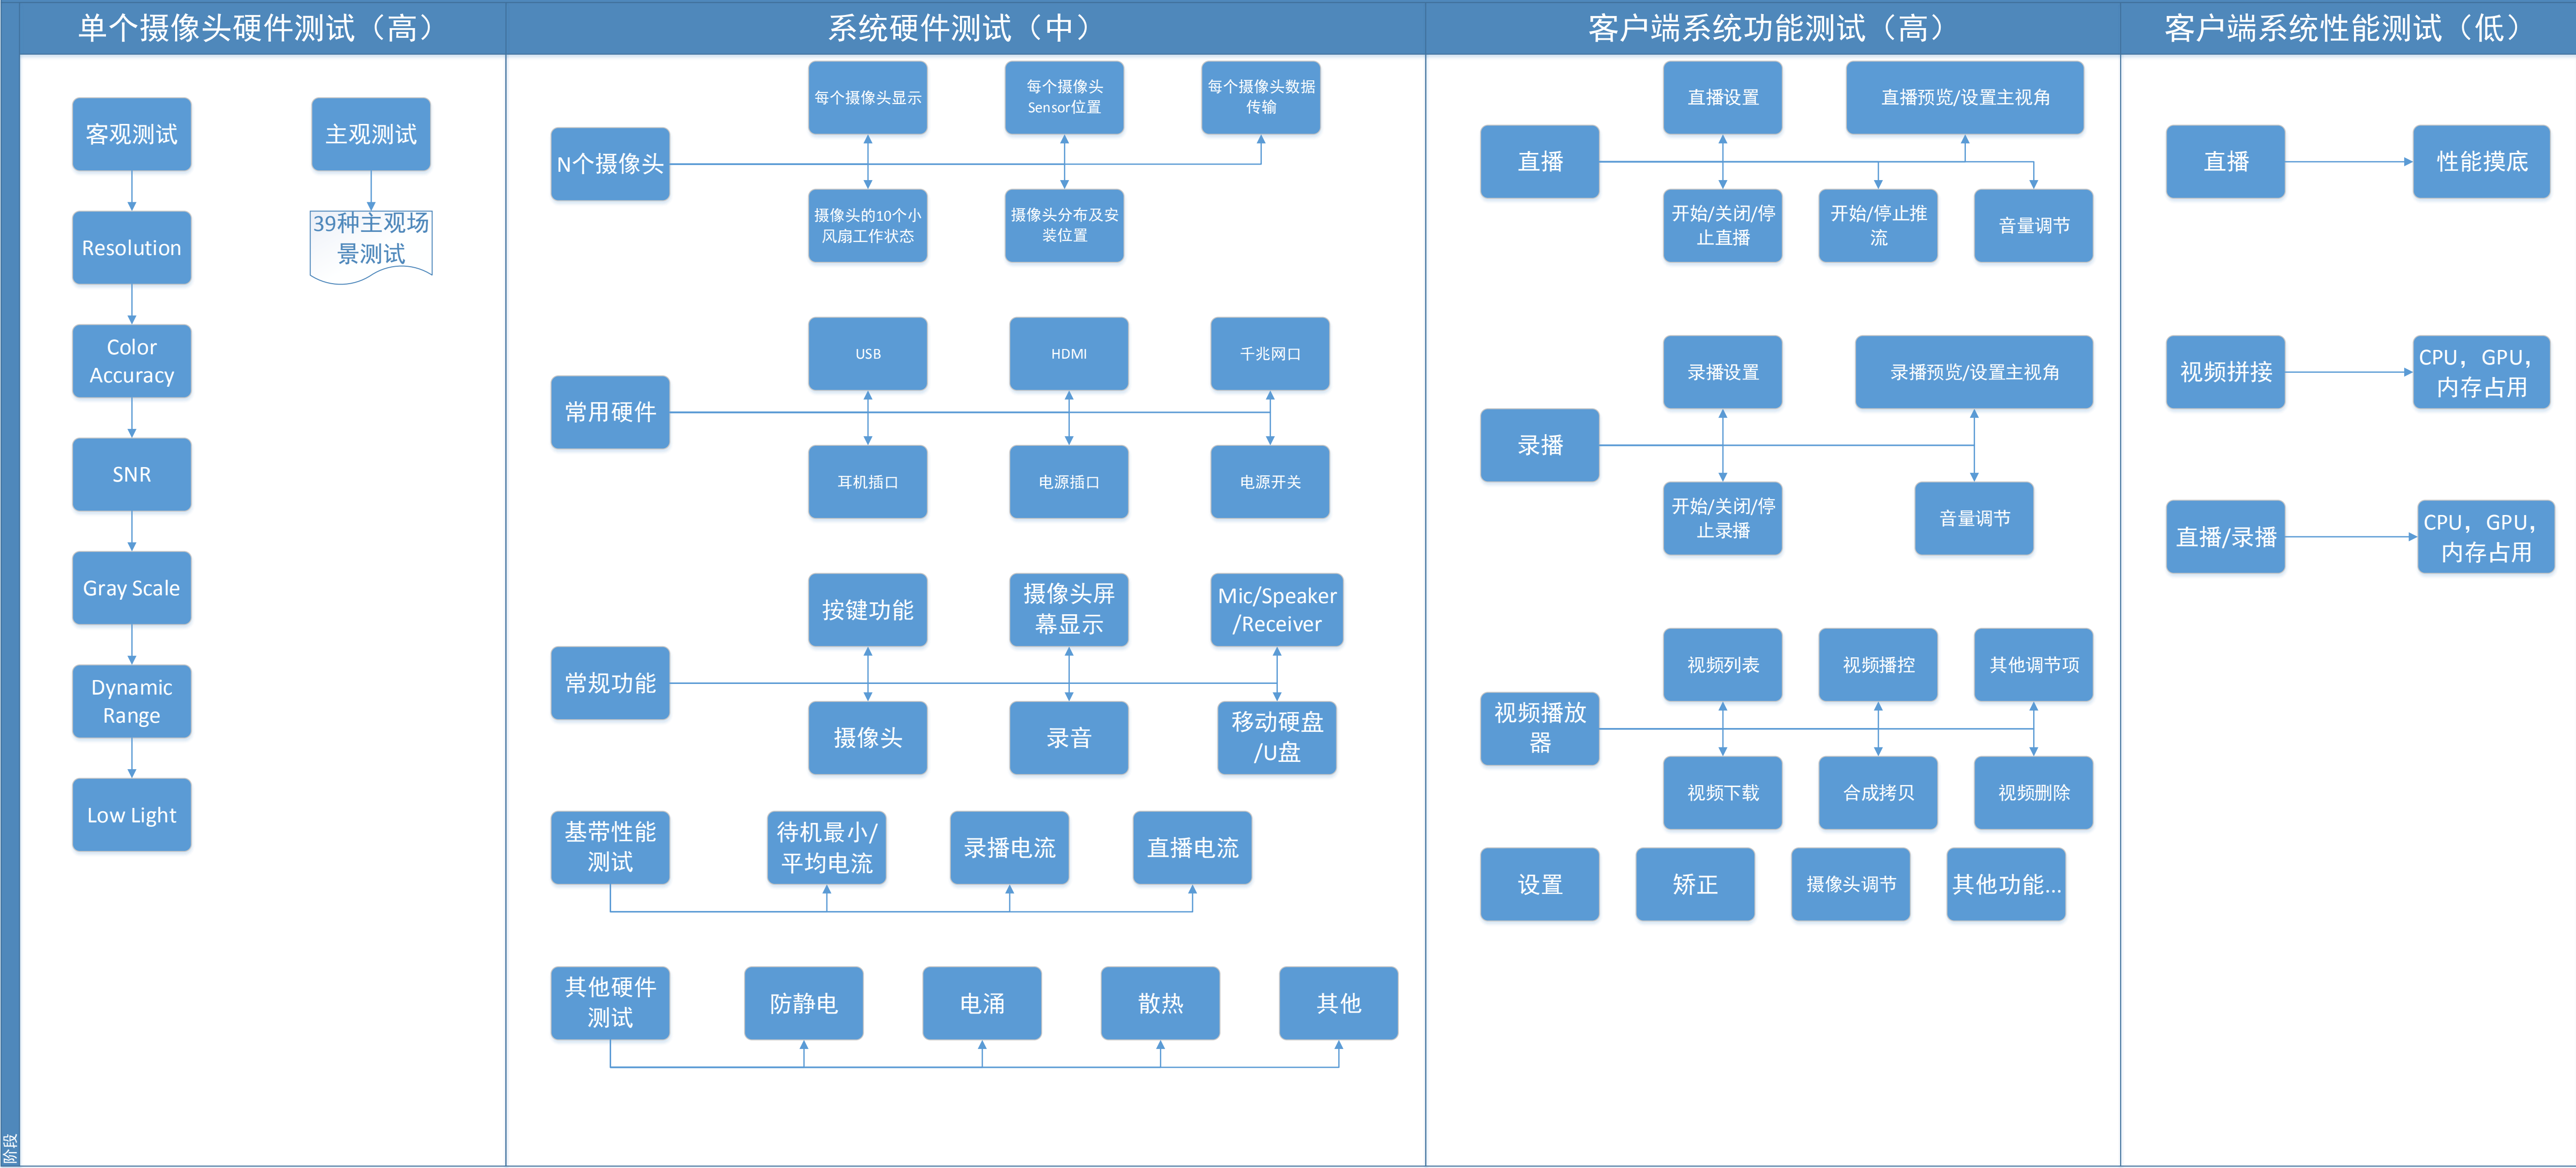 单个摄像头硬件测试（高）
系统硬件测试（中）
客户端系统功能测试（高）
客户端系统性能测试（低）
阶段
客观测试
Resolution
Color
Accuracy
SNR
Gray Scale
Dynamic
Range
Low Light
主观测试
39种主观场
景测试
N个摄像头
每个摄像头显示
每个摄像头
Sensor位置
每个摄像头数据
传输
摄像头的10个小
风扇工作状态
摄像头分布及安
装位置
常用硬件
USB
HDMI
千兆网口
耳机插口
电源插口
电源开关
常规功能
按键功能
摄像头屏
幕显示
Mic/Speaker
/Receiver
摄像头
录音
移动硬盘
/U盘
基带性能
测试
待机最小/
平均电流
录播电流
直播电流
其他硬件
测试
防静电
电涌
散热
其他
直播
直播设置
直播预览/设置主视角
开始/关闭/停
止直播
开始/停止推
流
音量调节
录播
录播设置
录播预览/设置主视角
开始/关闭/停
止录播
音量调节
视频播放
器
视频列表
视频播控
其他调节项
视频下载
合成拷贝
视频删除
设置
矫正
摄像头调节
其他功能...
直播
性能摸底
视频拼接
CPU，GPU，
内存占用
直播/录播
CPU，GPU，
内存占用